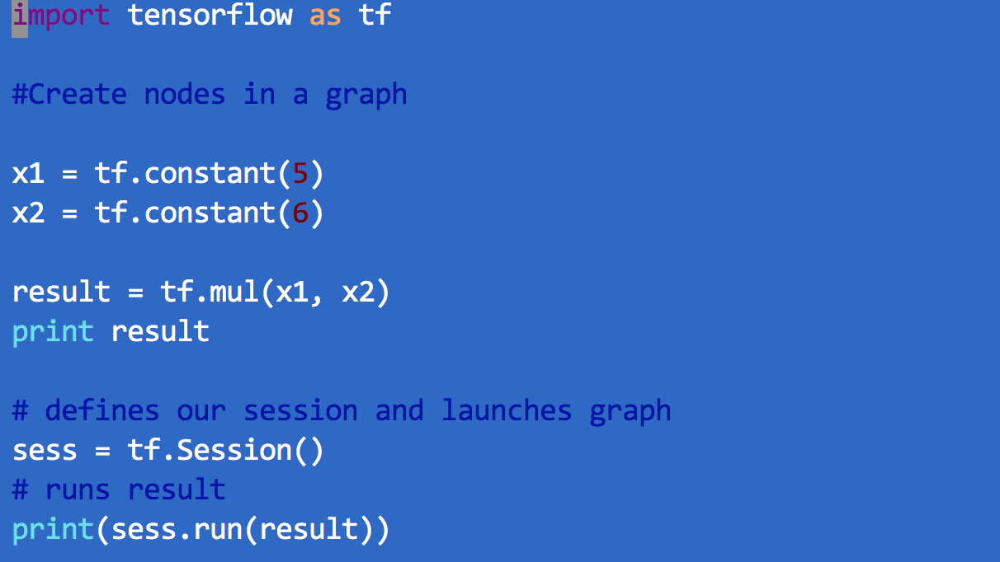 import tensorflow as tf
#Create nodes in a graph
x1 = tf.constant(5)
x2 = tf.constant(6)
result = tf.mul(x1, x2)
print result
# defines our session and launches graph
sess = tf.Session()
# runs result
print(sess.run(result))